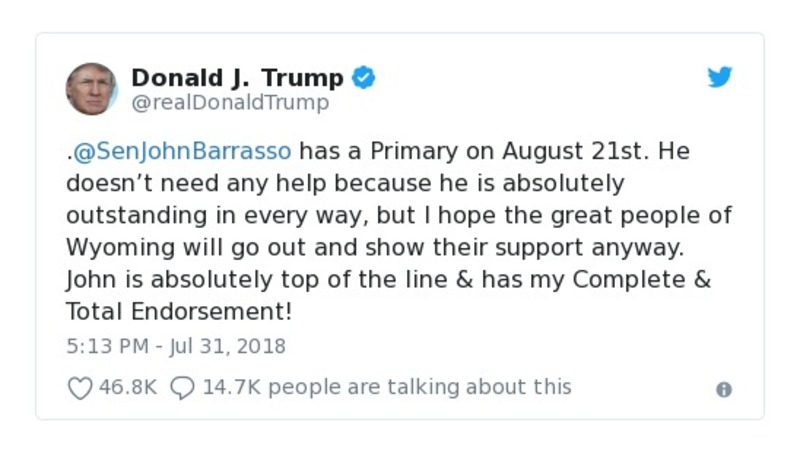 Donald J. Trump
@realDonaldTrump
.@SenJohnBarrasso has a Primary on August 21st. He
doesn’t need any help because he is absolutely
outstanding in every way, but I hope the great people of
Wyoming will go out and show their support anyway.
John is absolutely top of the line & has my Complete &
Total Endorsement!
5:13 PM - Jul 31, 2018
46.8K 14.7K people are talking about this